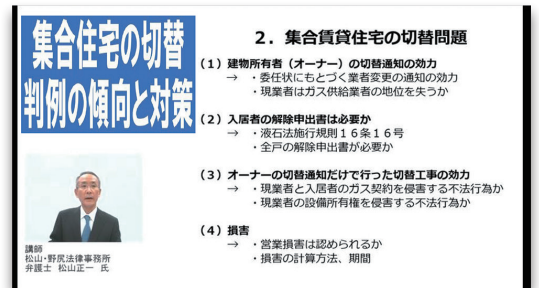 集合住宅の切替
判例の傾向と対策
2．集合賃貸住宅の切替問題
（1）建物所有者（オーナー）の切替通知の効力
→ ・委任状にもとづく業者変更の通知の効力
・現業者はガス供給業者の地位を失うか
（2）入居者の解除申出書は必要か
→ ・液石法施行規則16条16号
・全戸の解除申出書が必要か
（3）オーナーの切替通知だけで行った切替工事の効力
→ ・現業者と入居者のガス契約を侵害する不法行為か
・現業者の設備所有権を侵害する不法行為か
（4）損害
→ ・営業損害は認められるか
・損害の計算方法、期間
講師
松山・野尻法律事務所
弁護士 松山正一 氏